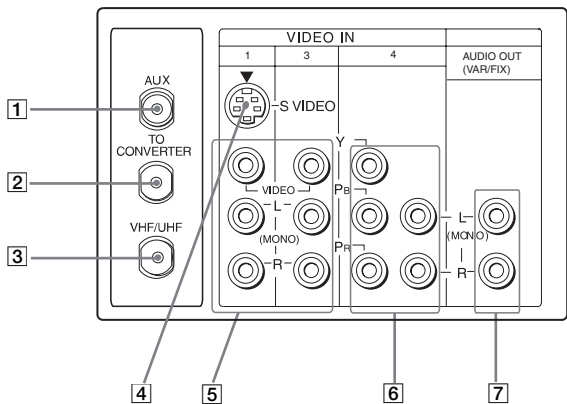 VIDEO IN
1 3 4 AUDIO OUT
(VAR/FIX)
AUX
1
S VIDEO
TO
CONVERTER
2
Y
VIDEO
PB
L
L
VHF/UHF
(MONO)
(MONO)
3
PR
R
R
4 5 6 7